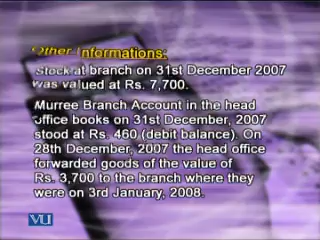 Other Informations:
Stock at branch on 31st December 2007
was valued at Rs. 7,700.
Murree Branch Account in the head
office books on 31st December, 2007
stood at Rs. 460 (debit balance). On
28th December, 2007 the head office
forwarded goods of the value of
Rs. 3,700 to the branch where they
were on 3rd January, 2008.
VU